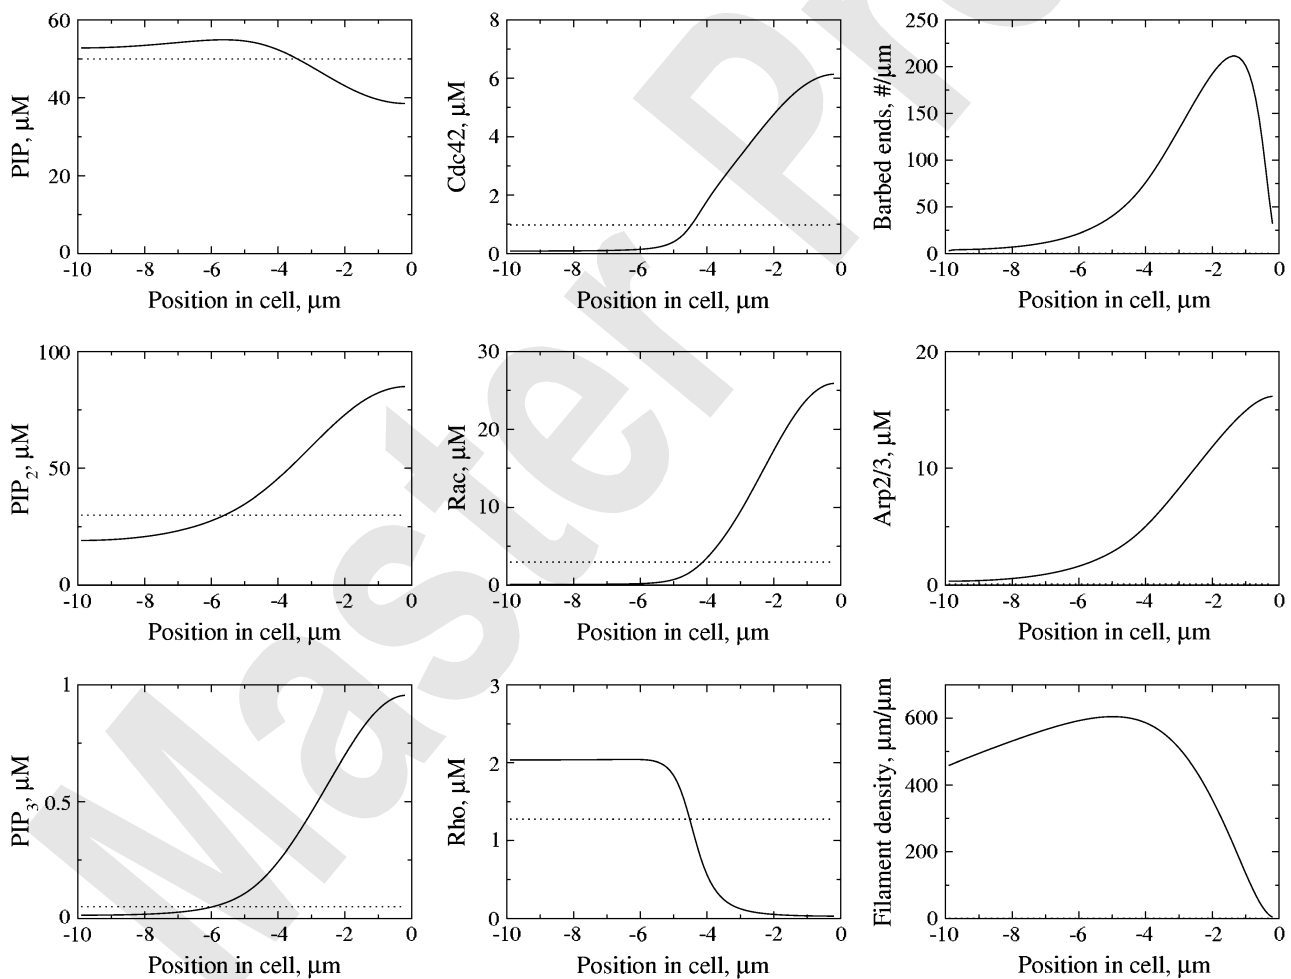 60
40
20
0
-10 -8 -6 -4 -2 0
PIP, μM
Position in cell, μm
8
6
4
2
0
-10 -8 -6 -4 -2 0
Cdc42, μM
Position in cell, μm
250
200
150
100
50
0
-10 -8 -6 -4 -2 0
Barbed ends, #/μm
Position in cell, μm
100
50
0
-10 -8 -6 -4 -2 0
PIP₂, μM
Position in cell, μm
30
20
10
0
-10 -8 -6 -4 -2 0
Rac, μM
Position in cell, μm
20
10
0
-10 -8 -6 -4 -2 0
Arp2/3, μM
Position in cell, μm
1
0.5
0
-10 -8 -6 -4 -2 0
PIP₃, μM
Position in cell, μm
3
2
1
0
-10 -8 -6 -4 -2 0
Rho, μM
Position in cell, μm
600
400
200
0
-10 -8 -6 -4 -2 0
Filament density, μm/μm
Position in cell, μm
Master Pro